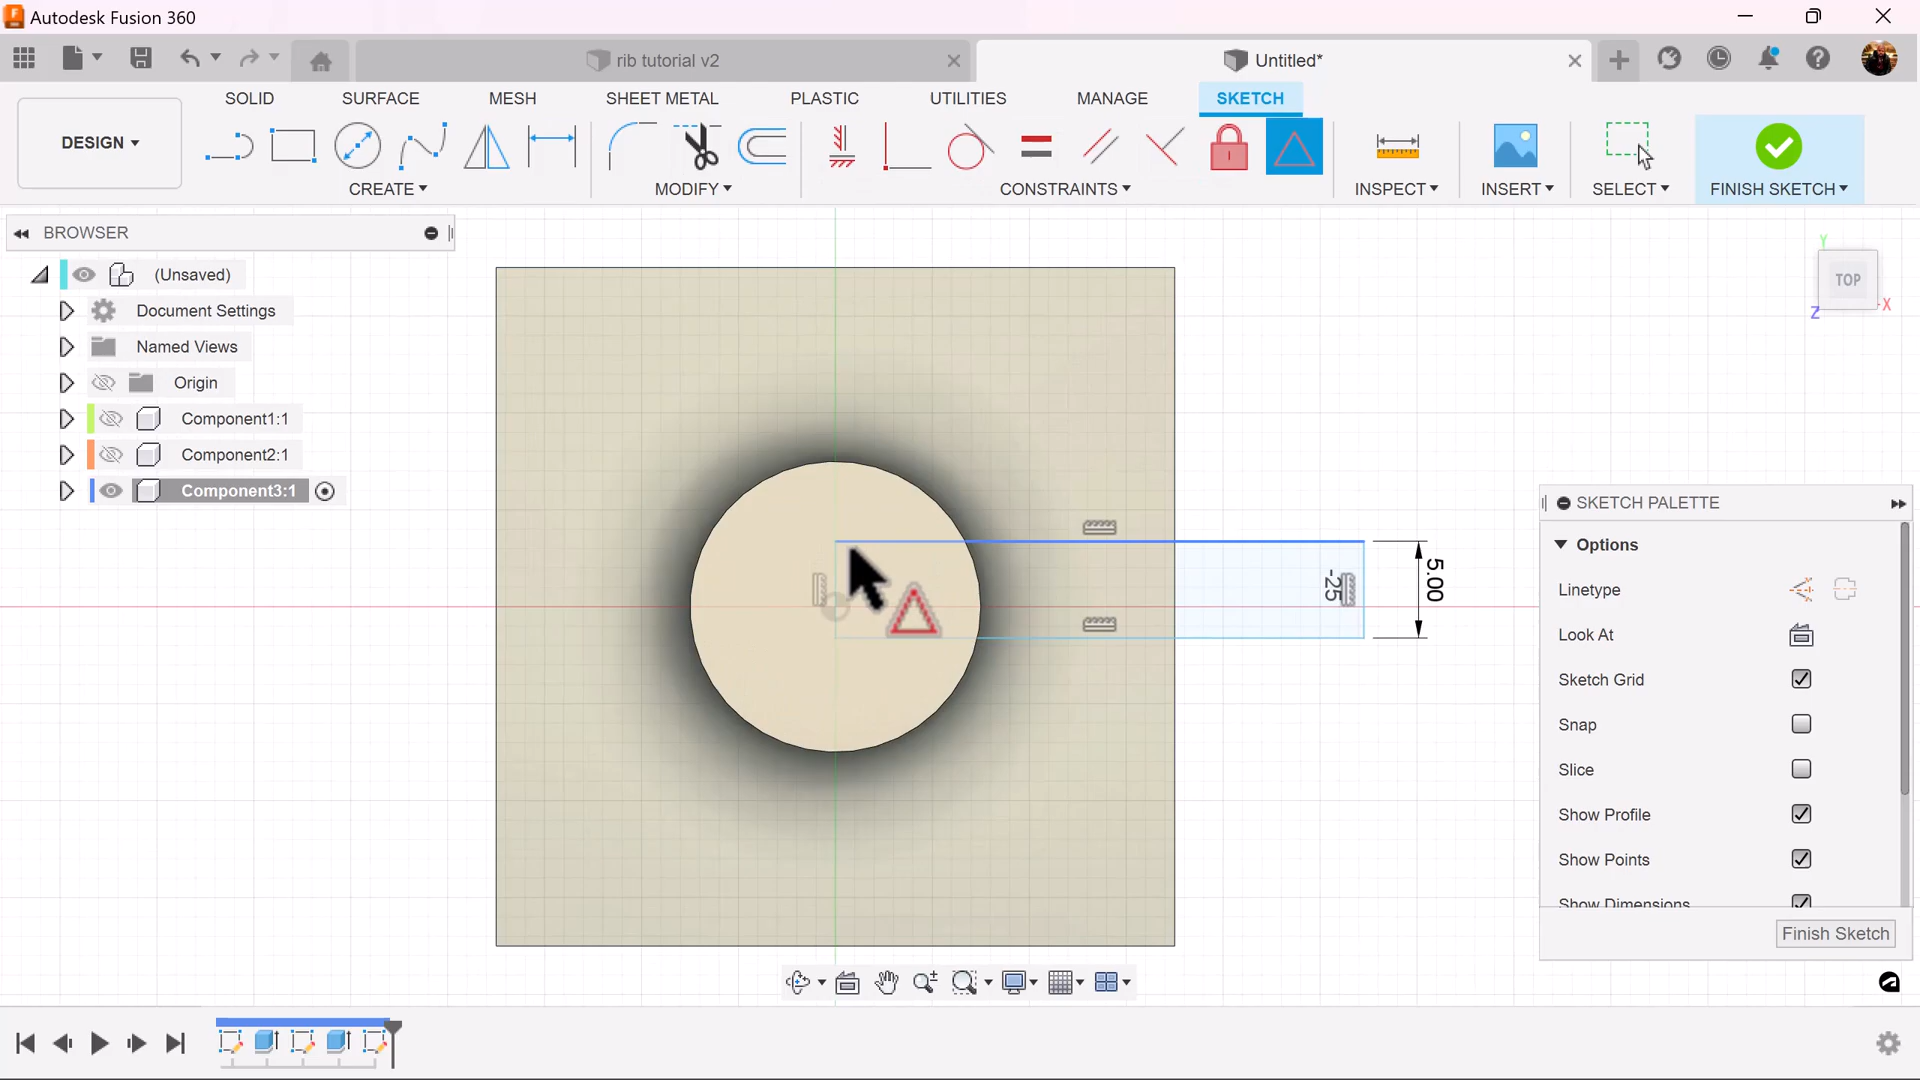 Autodesk Fusion 360
rib tutorial v2
Untitled*
SOLID SURFACE MESH SHEET METAL PLASTIC UTILITIES MANAGE SKETCH
DESIGN
CREATE MODIFY CONSTRAINTS INSPECT INSERT SELECT FINISH SKETCH
BROWSER
(Unsaved)
Document Settings
Named Views
Origin
Component1:1
Component2:1
Component3:1
Y
TOP
X
Z
5.00
-25
SKETCH PALETTE
Options
Linetype
Look At
Sketch Grid
Snap
Slice
Show Profile
Show Points
Show Dimensions
Finish Sketch